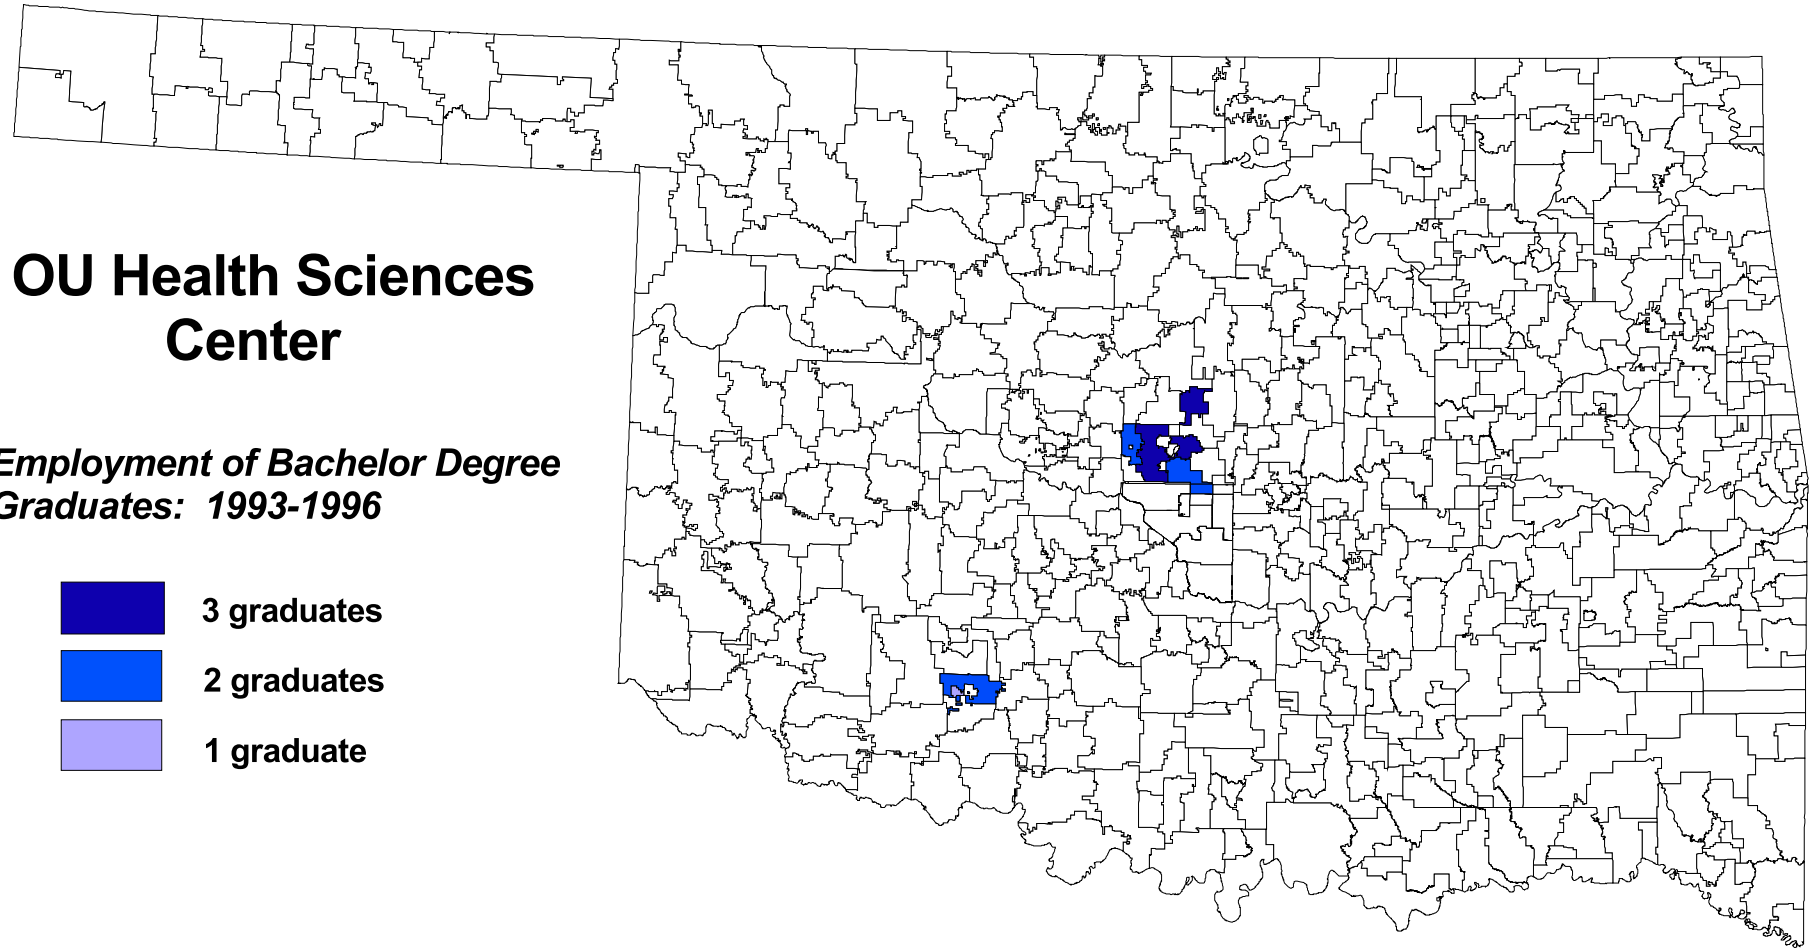 OU Health Sciences
Center
Employment of Bachelor Degree
Graduates: 1993-1996
3 graduates
2 graduates
1 graduate